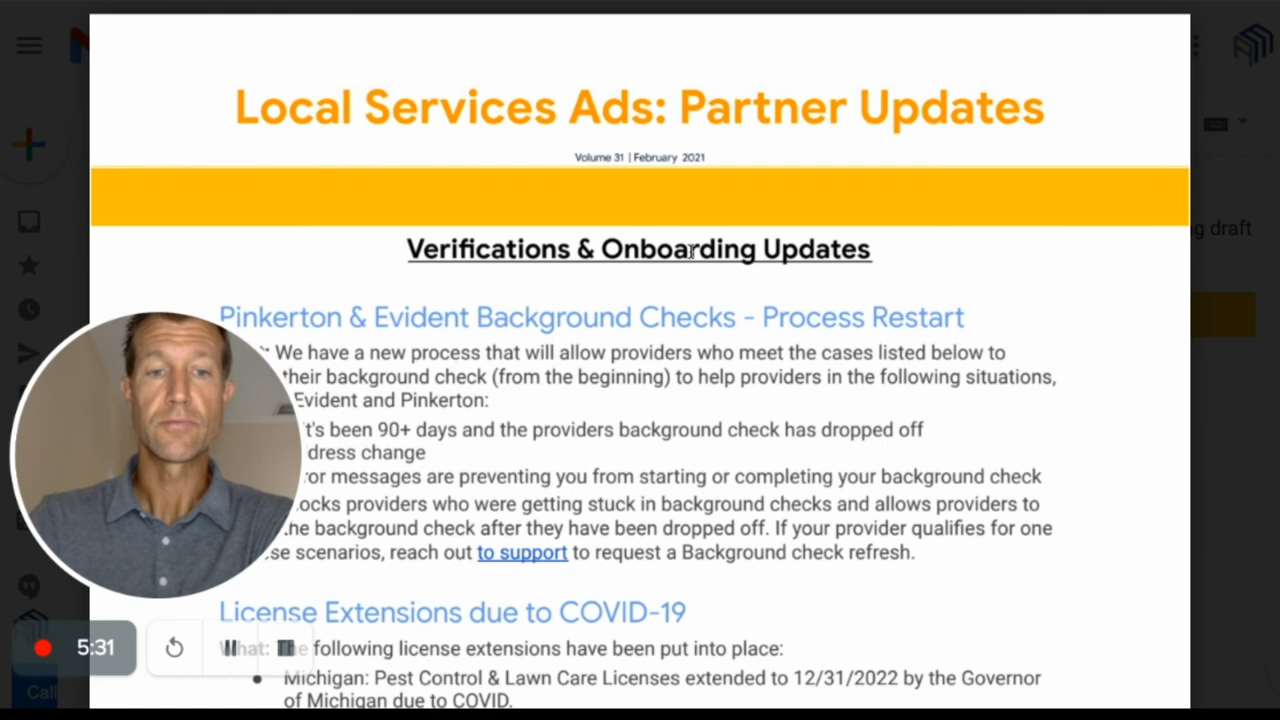 Local Services Ads: Partner Updates
Volume 31 | February 2021
ng draft
Verifications & Onboarding Updates
Pinkerton & Evident Background Checks - Process Restart
We have a new process that will allow providers who meet the cases listed below to
their background check (from the beginning) to help providers in the following situations,
Evident and Pinkerton:
it's been 90+ days and the providers background check has dropped off
dress change
ror messages are preventing you from starting or completing your background check
ocks providers who were getting stuck in background checks and allows providers to
the background check after they have been dropped off. If your provider qualifies for one
se scenarios, reach out to support to request a Background check refresh.
License Extensions due to COVID-19
What: The following license extensions have been put into place:
5:31
Michigan: Pest Control & Lawn Care Licenses extended to 12/31/2022 by the Governor
of Michigan due to COVID.
Call